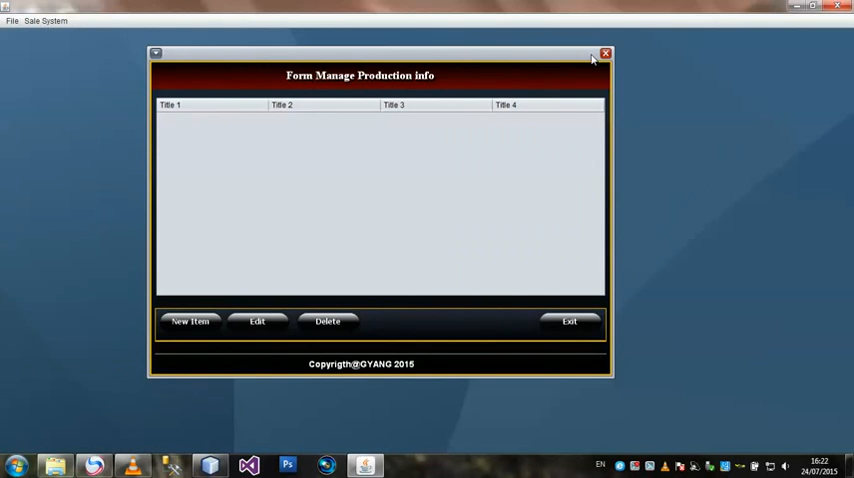 File Sale System
Form Manage Production info
Title 1 Title 2 Title 3 Title 4
New Item Edit Delete Exit
Copyrigth@GYANG 2015
Ps
EN
16:22
24/07/2015